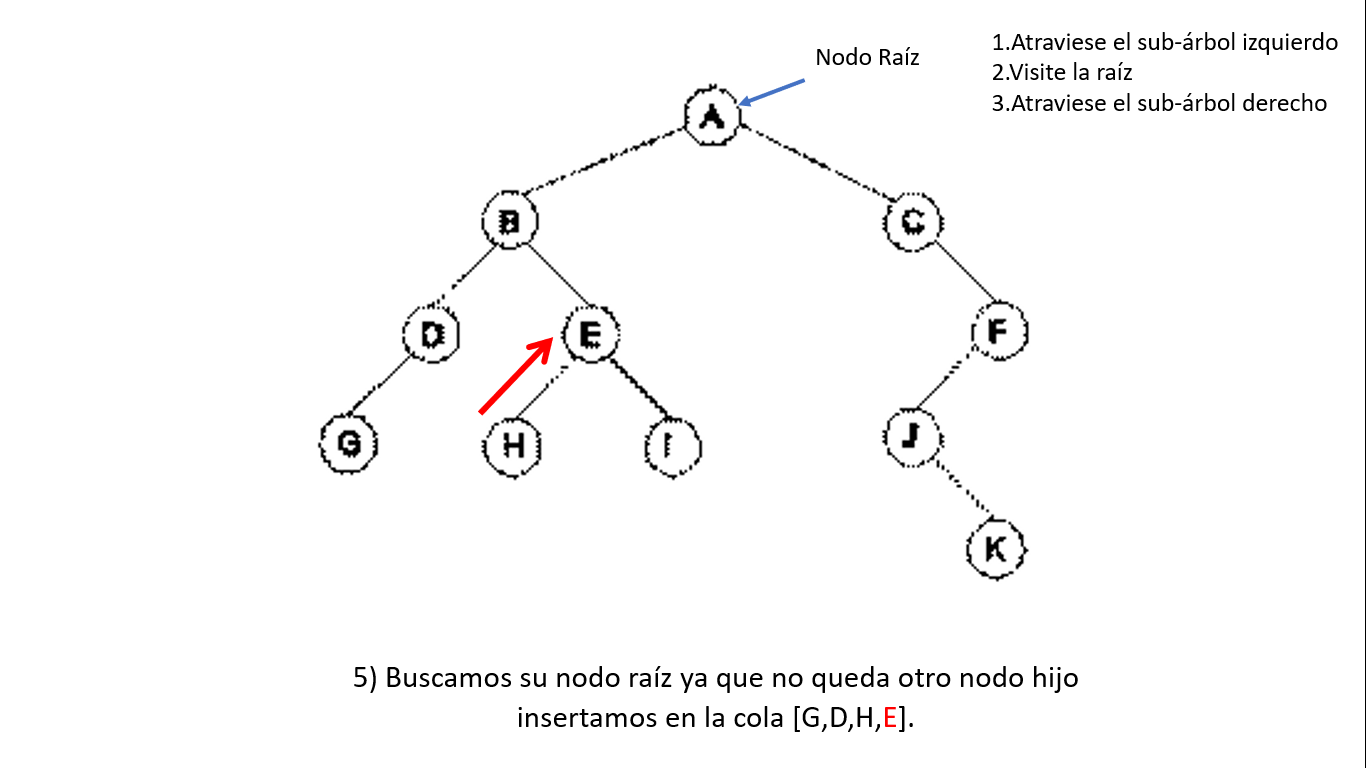 Nodo Raíz
1.Atraviese el sub-árbol izquierdo
2.Visite la raíz
3.Atraviese el sub-árbol derecho
A
B
C
D
E
F
G
H
I
J
K
5) Buscamos su nodo raíz ya que no queda otro nodo hijo
insertamos en la cola [G,D,H,E].